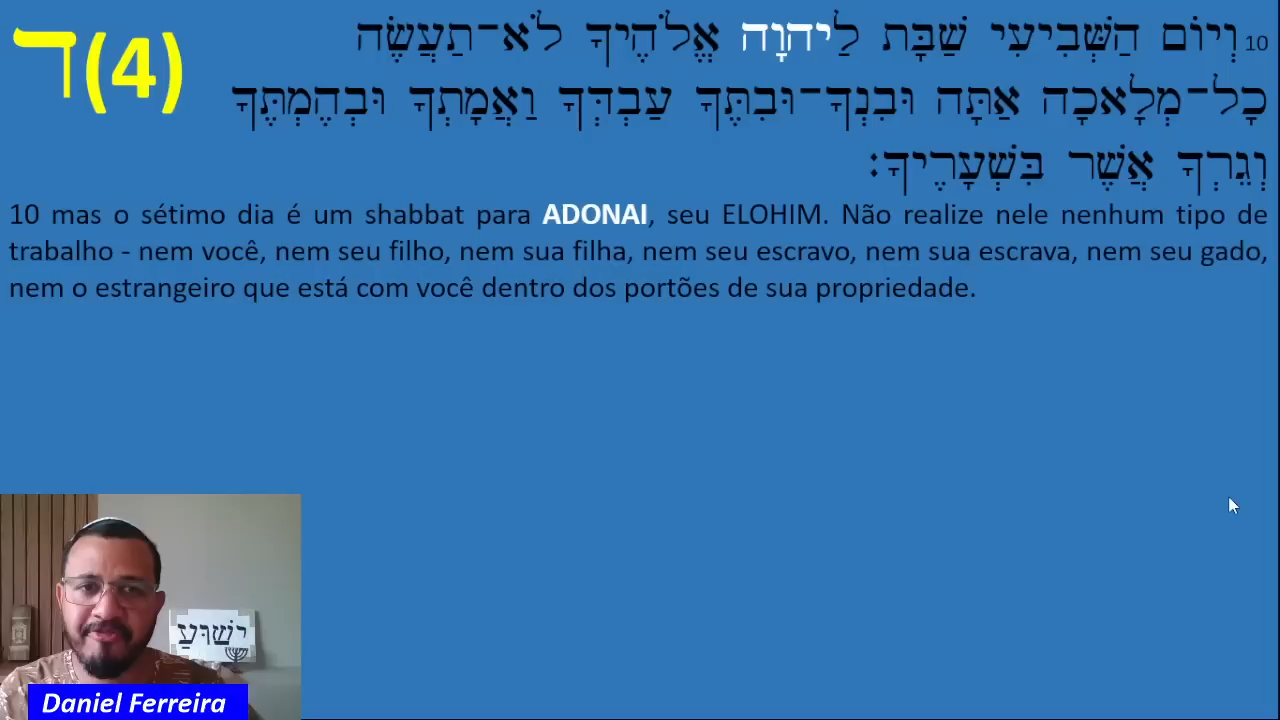 ד(4)
10 וְיוֹם הַשְּׁבִיעִי שַׁבָּת לַיהוָה אֱלֹהֶיךָ לֹא־תַעֲשֶׂה
כָל־מְלָאכָה אַתָּה וּבִנְךָ־וּבִתֶּךָ עַבְדְּךָ וַאֲמָתְךָ וּבְהֶמְתֶּךָ
וְגֵרְךָ אֲשֶׁר בִּשְׁעָרֶיךָ׃
10 mas o sétimo dia é um shabbat para ADONAI, seu ELOHIM. Não realize nele nenhum tipo de
trabalho - nem você, nem seu filho, nem sua filha, nem seu escravo, nem sua escrava, nem seu gado,
nem o estrangeiro que está com você dentro dos portões de sua propriedade.
ישוע
Daniel Ferreira